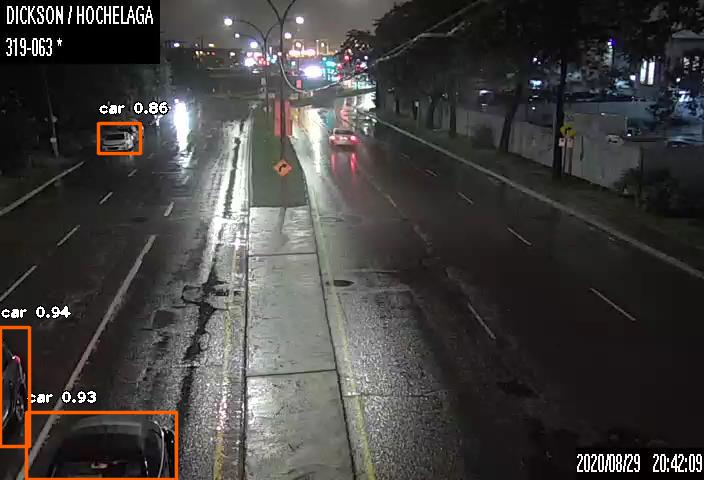 DICKSON / HOCHELAGA
319-063 *
car 0.86
car 0.94
car 0.93
2020/08/29 20:42:09